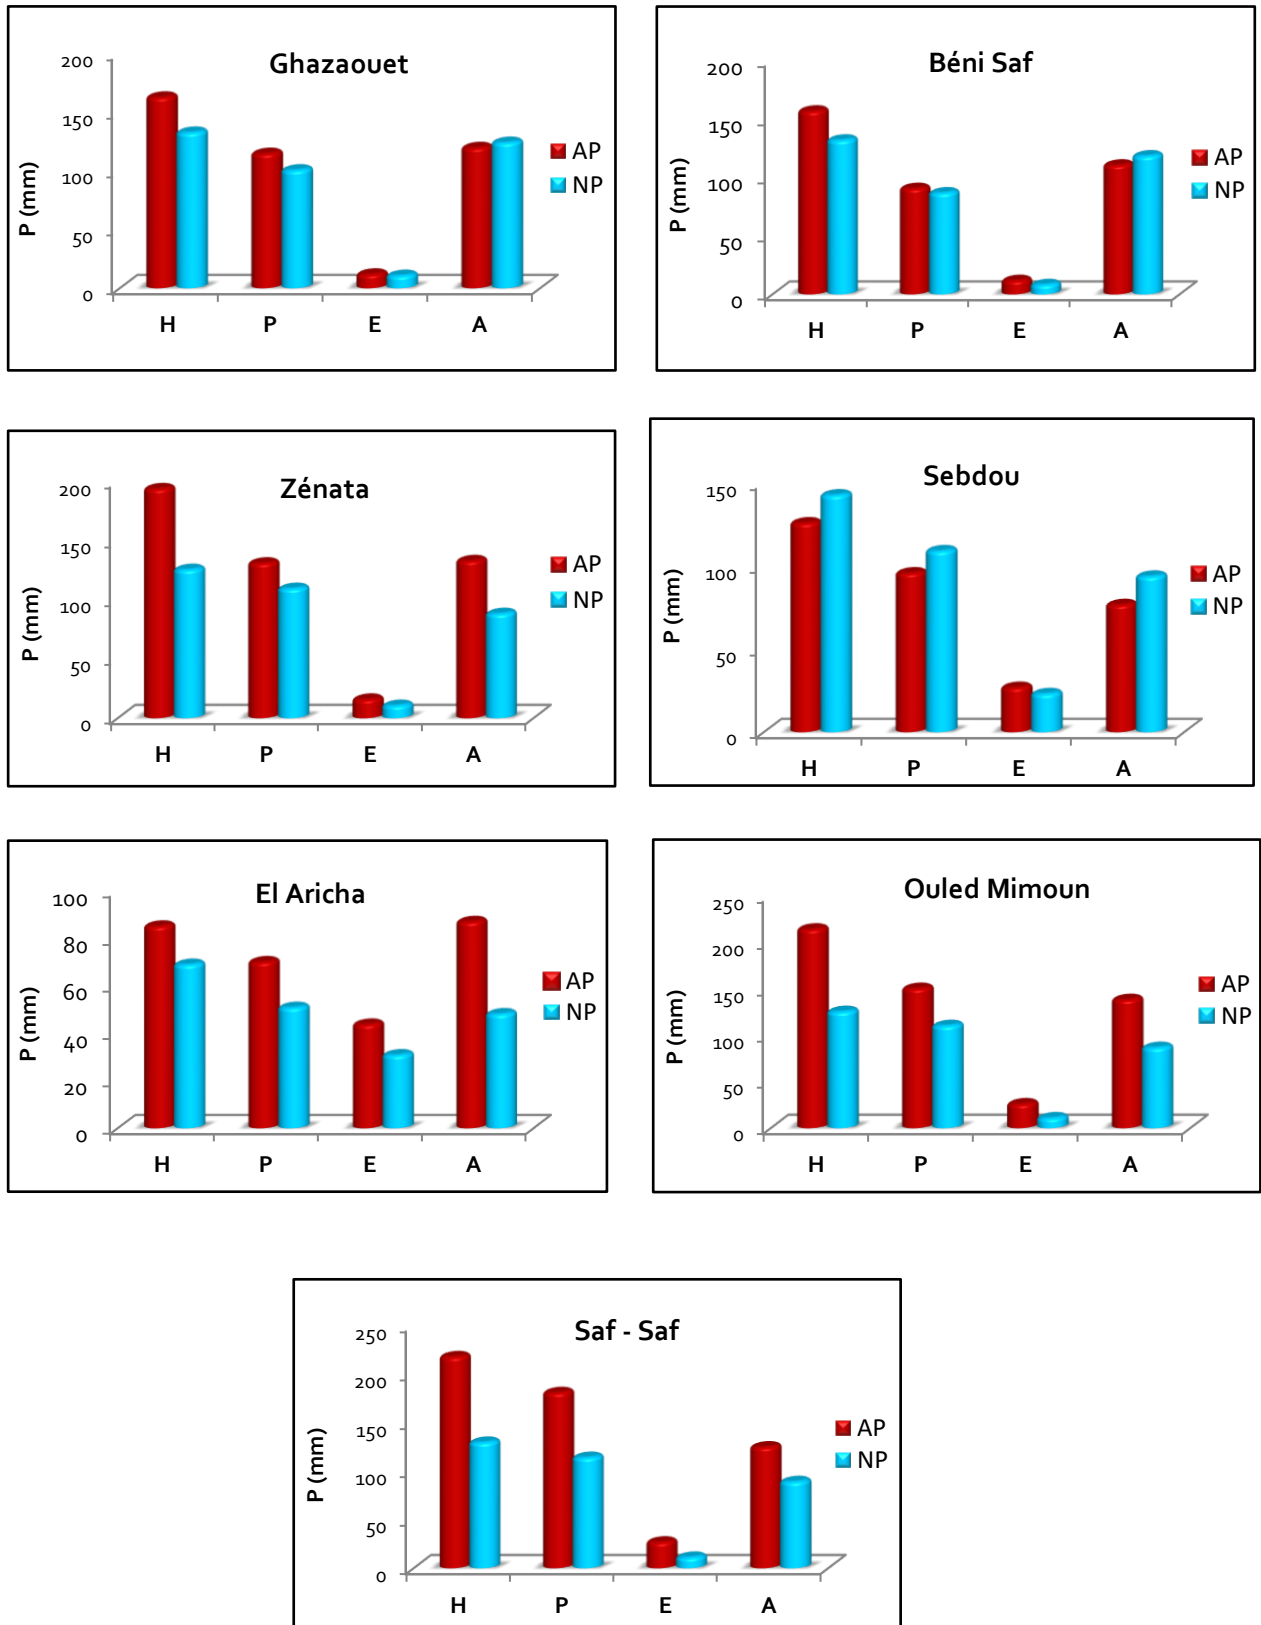 Ghazaouet
P (mm)
200
150
100
50
0
H P E A
AP
NP
Béni Saf
P (mm)
200
150
100
50
0
H P E A
AP
NP
Zénata
P (mm)
200
150
100
50
0
H P E A
AP
NP
Sebdou
P (mm)
150
100
50
0
H P E A
AP
NP
El Aricha
P (mm)
100
80
60
40
20
0
H P E A
AP
NP
Ouled Mimoun
P (mm)
250
200
150
100
50
0
H P E A
AP
NP
Saf - Saf
P (mm)
250
200
150
100
50
0
H P E A
AP
NP